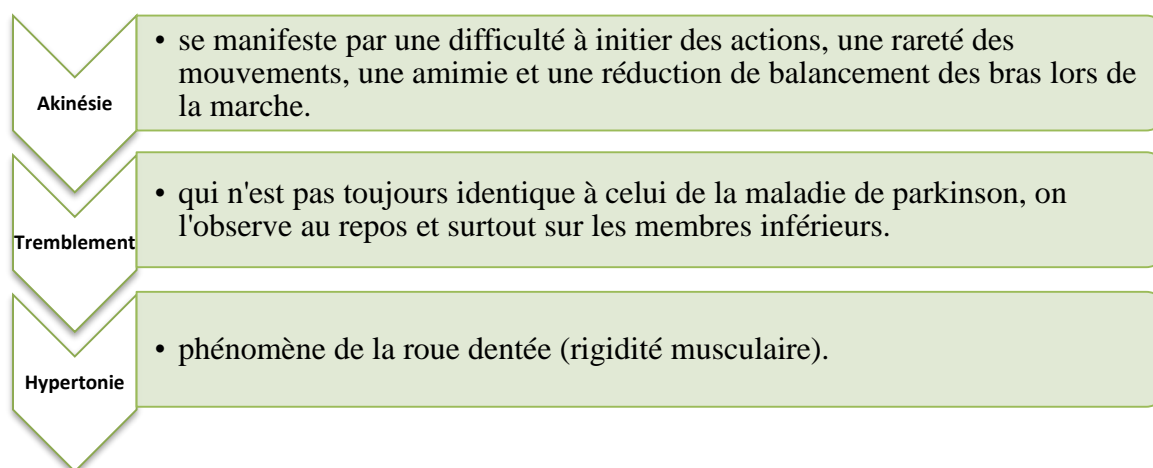 Akinésie
• se manifeste par une difficulté à initier des actions, une rareté des
mouvements, une amimie et une réduction de balancement des bras lors de
la marche.
Tremblement
• qui n'est pas toujours identique à celui de la maladie de parkinson, on
l'observe au repos et surtout sur les membres inférieurs.
Hypertonie
• phénomène de la roue dentée (rigidité musculaire).